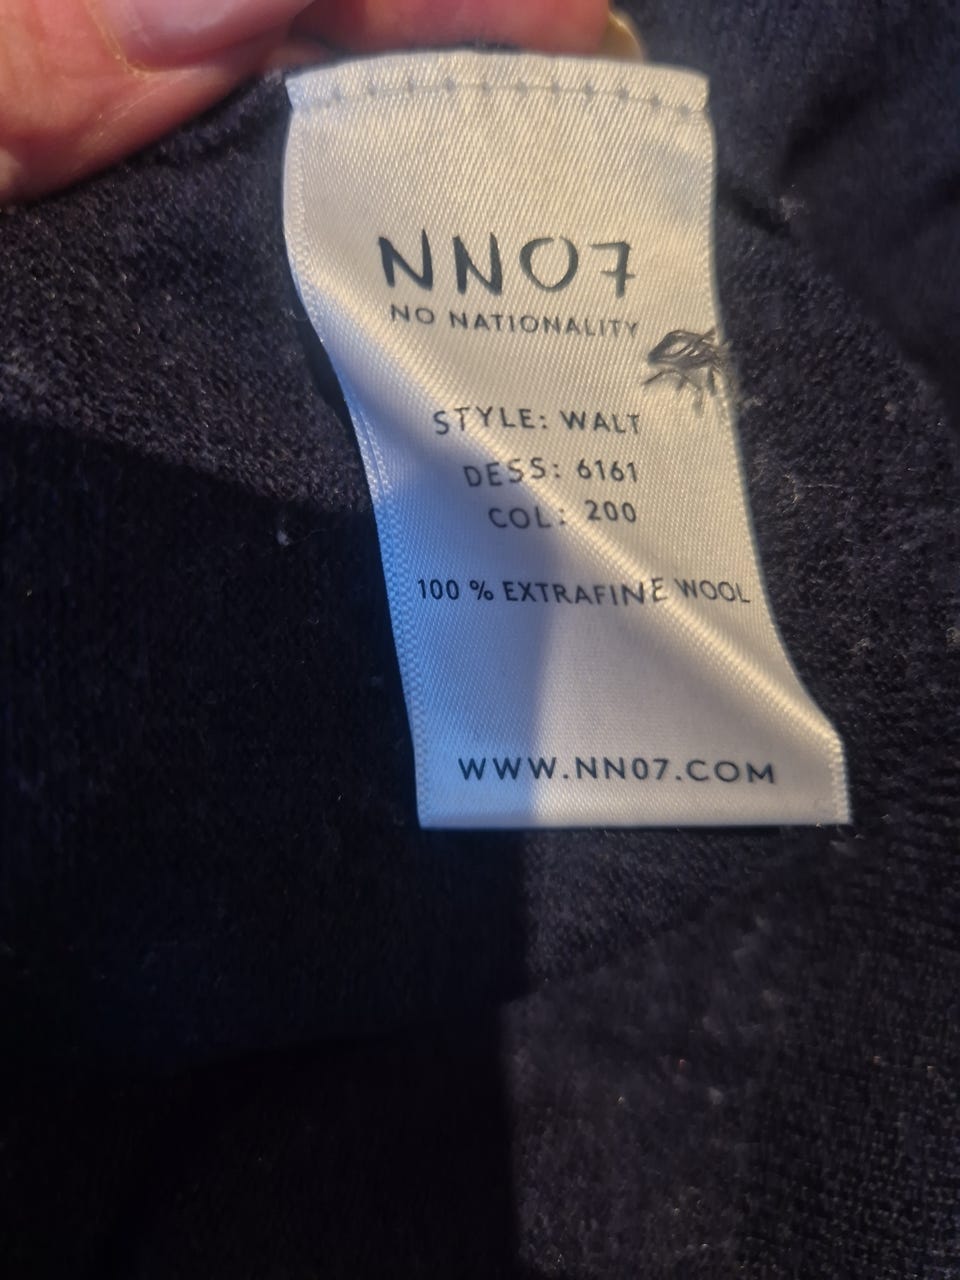 NN07
NO NATIONALITY
STYLE: WALT
DESS: 6161
COL: 200
100 % EXTRAFINE WOOL
WWW.NN07.COM